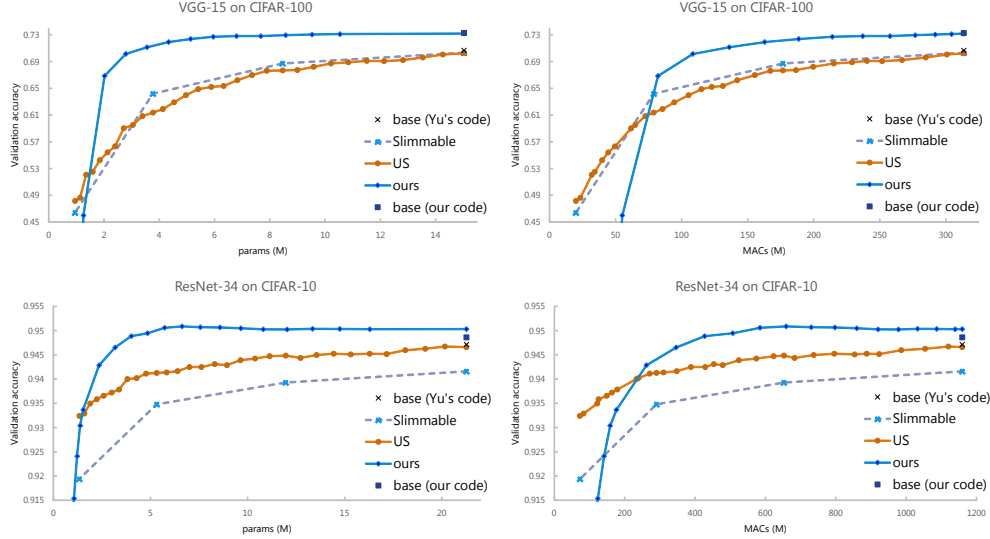 VGG-15 on CIFAR-100
Validation accuracy
0.73
0.69
0.65
0.61
0.57
0.53
0.49
0.45
0 2 4 6 8 10 12 14
params (M)
base (Yu's code)
Slimmable
US
ours
base (our code)
VGG-15 on CIFAR-100
Validation accuracy
0.73
0.69
0.65
0.61
0.57
0.53
0.49
0.45
0 50 100 150 200 250 300
MACs (M)
base (Yu's code)
Slimmable
US
ours
base (our code)
ResNet-34 on CIFAR-10
Validation accuracy
0.955
0.95
0.945
0.94
0.935
0.93
0.925
0.92
0.915
0 5 10 15 20
params (M)
base (Yu's code)
Slimmable
US
ours
base (our code)
ResNet-34 on CIFAR-10
Validation accuracy
0.955
0.95
0.945
0.94
0.935
0.93
0.925
0.92
0.915
0 200 400 600 800 1000 1200
MACs (M)
base (Yu's code)
Slimmable
US
ours
base (our code)